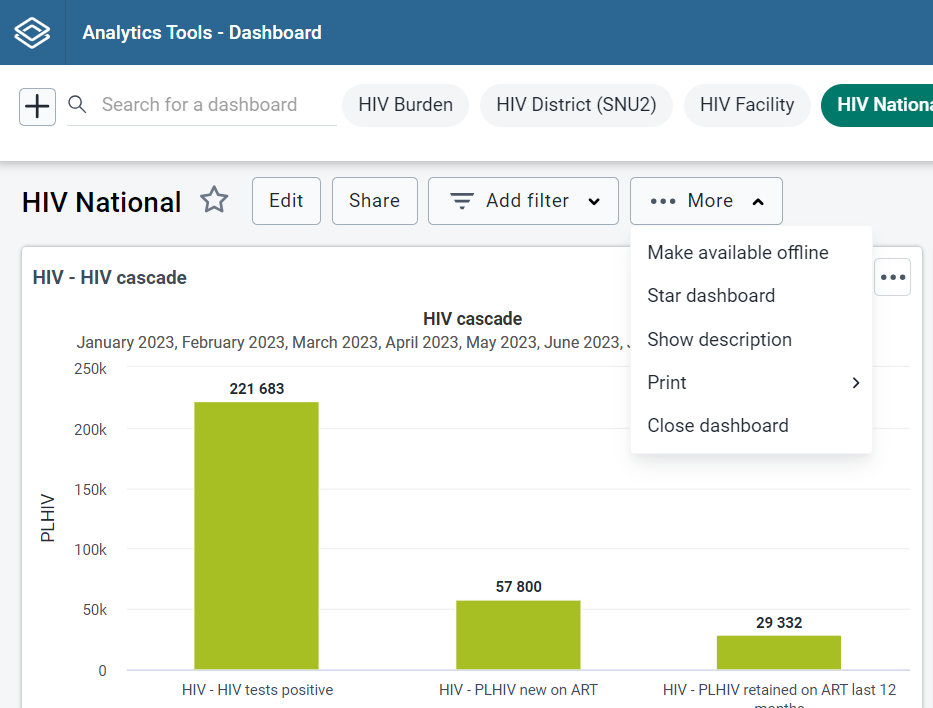 Analytics Tools - Dashboard
Search for a dashboard
HIV Burden
HIV District (SNU2)
HIV Facility
HIV Nationa
HIV National
Edit
Share
Add filter
More
Make available offline
Star dashboard
Show description
Print
Close dashboard
HIV - HIV cascade
HIV cascade
January 2023, February 2023, March 2023, April 2023, May 2023, June 2023,
250k
200k
150k
100k
50k
0
PLHIV
221 683
57 800
29 332
HIV - HIV tests positive
HIV - PLHIV new on ART
HIV - PLHIV retained on ART last 12
months